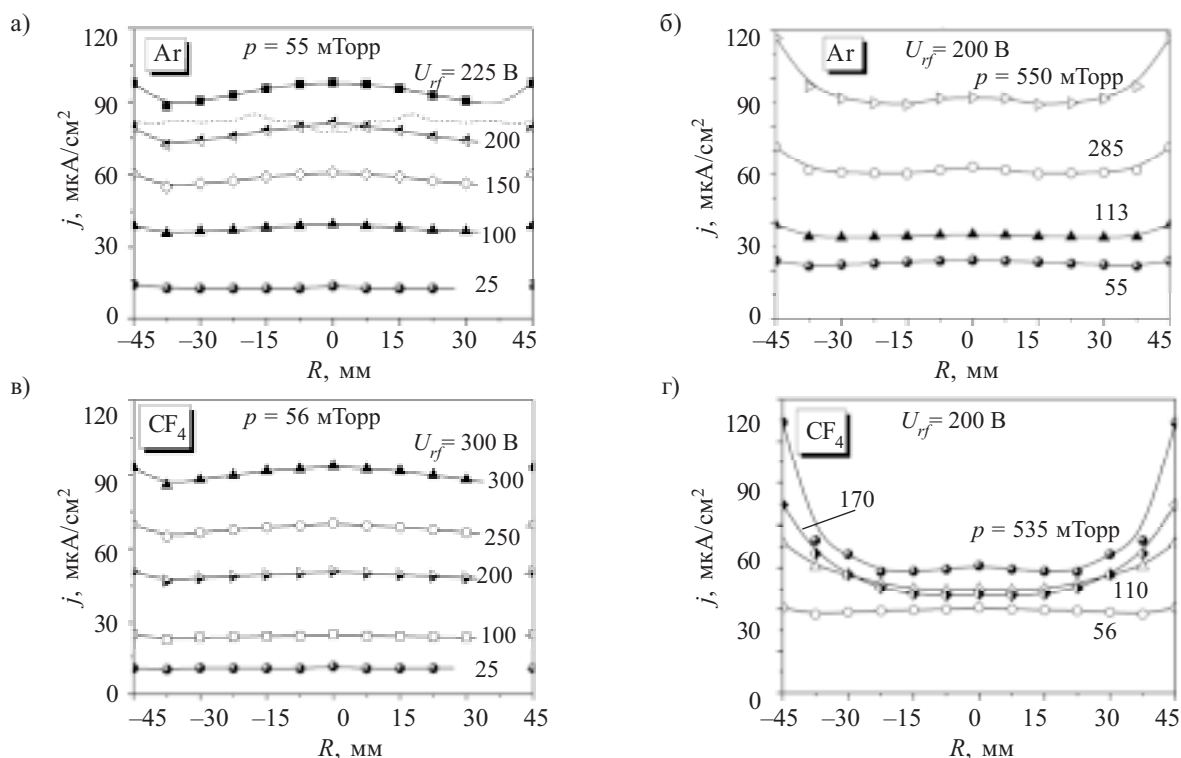 а)
120
90
60
30
0
j, мкА/см²
Ar
p = 55 мТорр
U_rf = 225 В
200
150
100
25
–45
–30
–15
0
15
30
45
R, мм
б)
120
90
60
30
0
j, мкА/см²
Ar
U_rf = 200 В
p = 550 мТорр
285
113
55
–45
–30
–15
0
15
30
45
R, мм
в)
120
90
60
30
0
j, мкА/см²
CF₄
p = 56 мТорр
U_rf = 300 В
300
250
200
100
25
–45
–30
–15
0
15
30
45
R, мм
г)
120
90
60
30
0
j, мкА/см²
CF₄
U_rf = 200 В
170
p = 535 мТорр
110
56
–45
–30
–15
0
15
30
45
R, мм